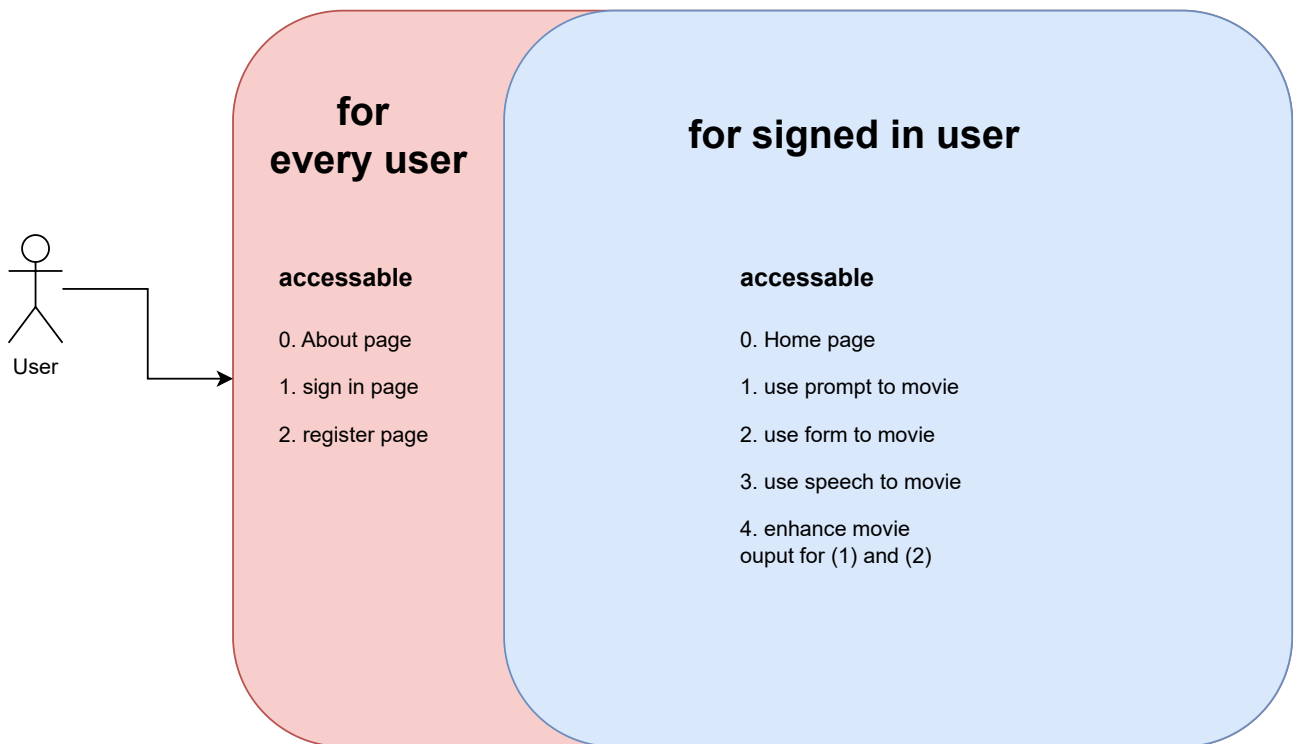 User
for
every user
accessable
0. About page
1. sign in page
2. register page
for signed in user
accessable
0. Home page
1. use prompt to movie
2. use form to movie
3. use speech to movie
4. enhance movie
ouput for (1) and (2)